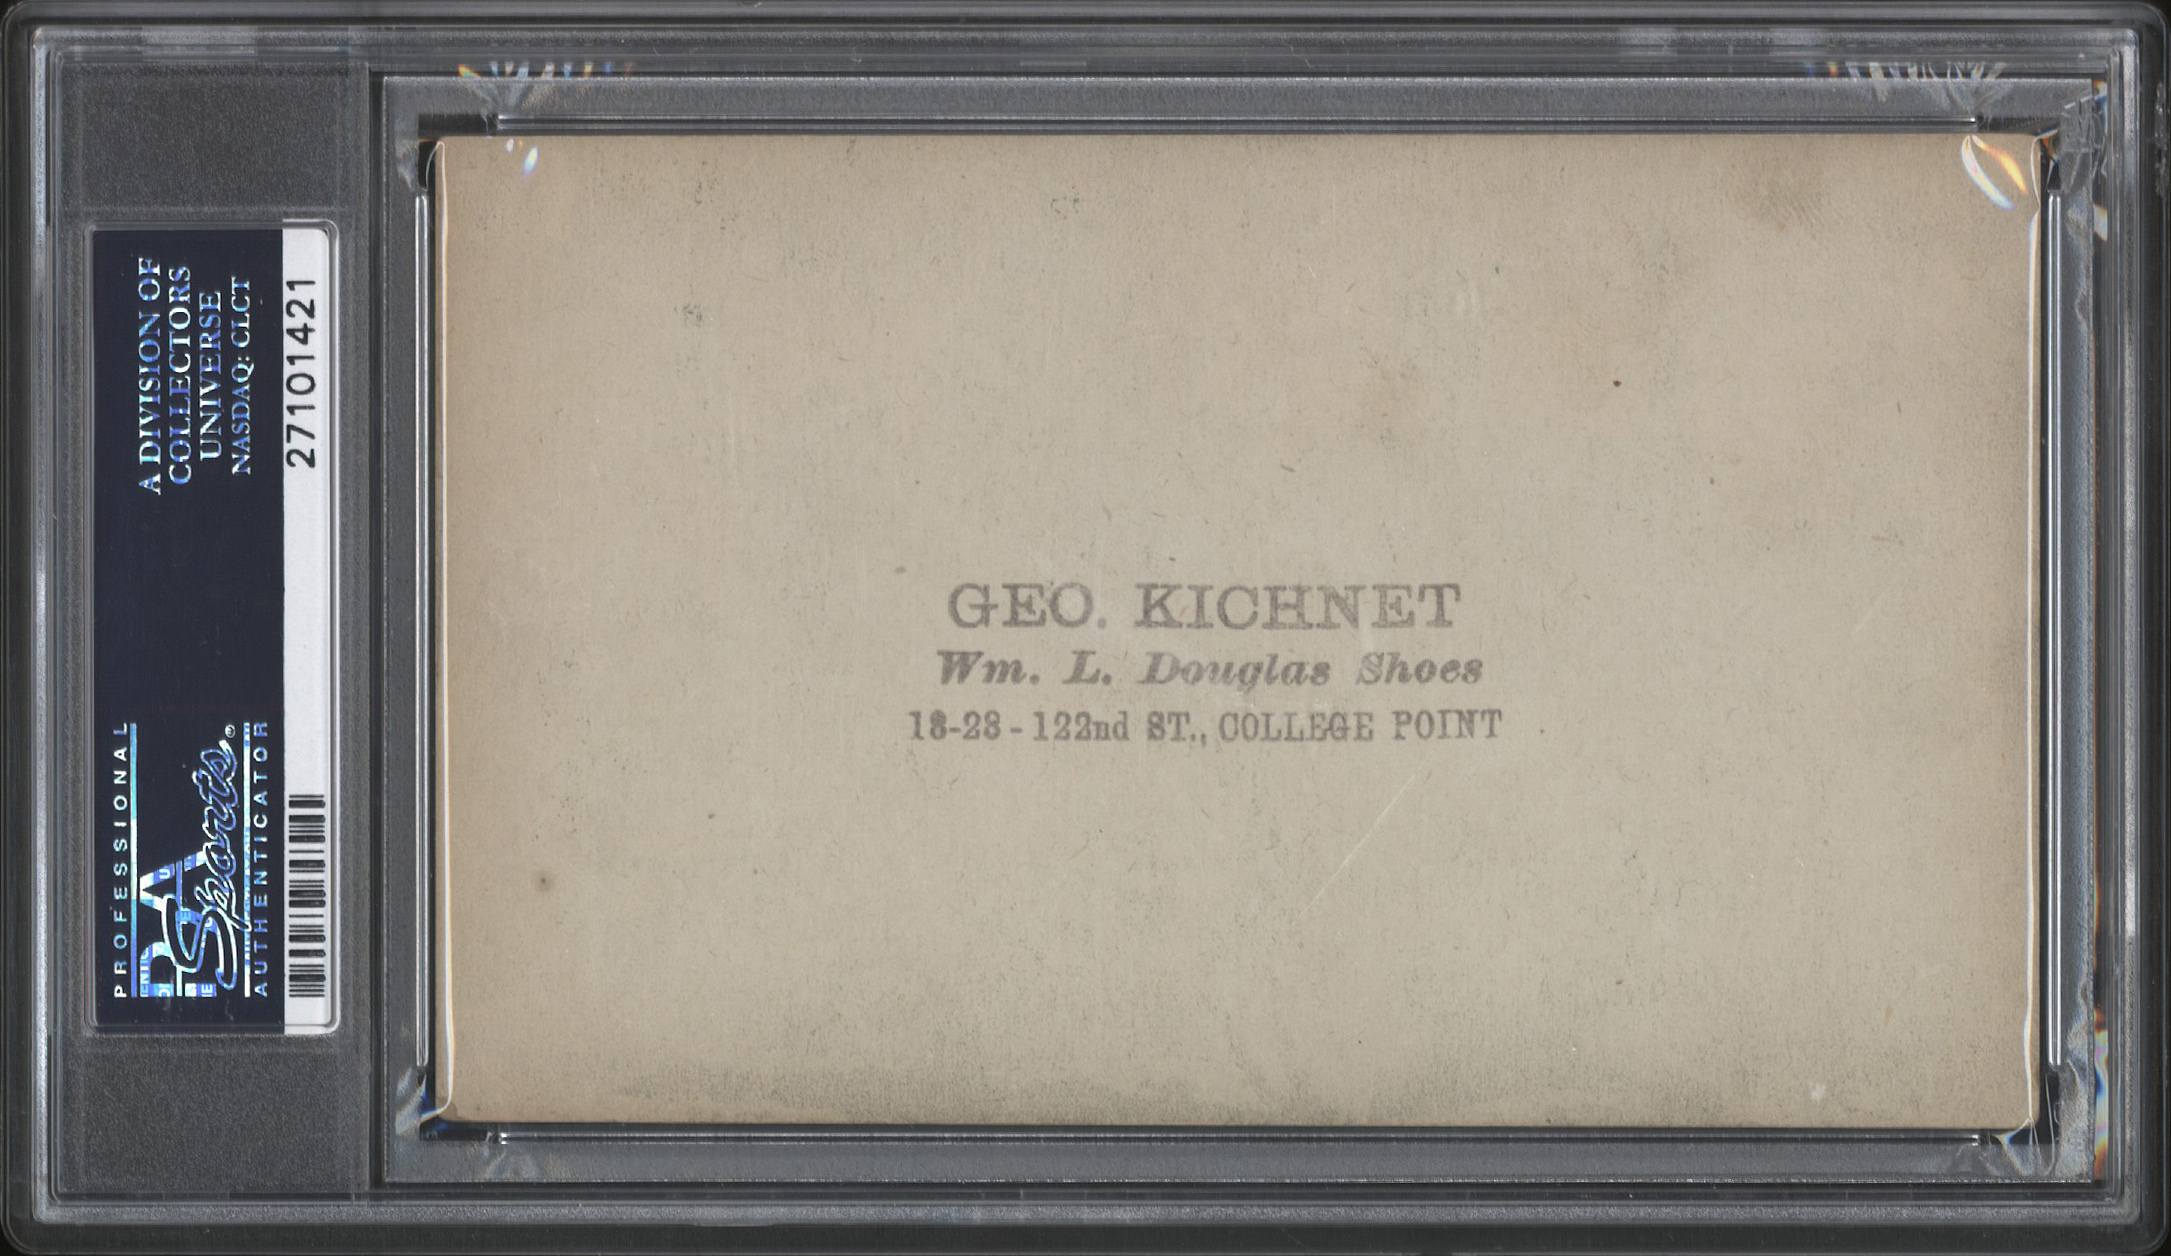 A DIVISION OF
COLLECTORS
UNIVERSE
NASDAQ: CLCT
27101421
PROFESSIONAL
PSA
Sports®
AUTHENTICATOR
GEO. KICHNET
Wm. L. Douglas Shoes
18-28-122nd ST., COLLEGE POINT